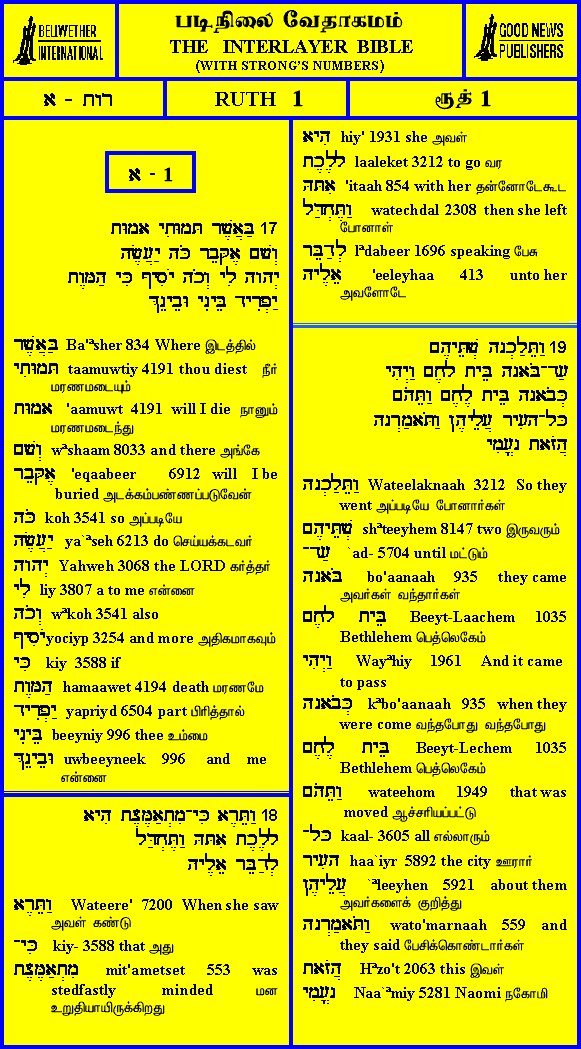 BELLWETHER
INTERNATIONAL
படிநிலை வேதாகமம்
THE INTERLAYER BIBLE
(WITH STRONG'S NUMBERS)
GOOD NEWS
PUBLISHERS
רות - א
RUTH 1
ரூத் 1
א - 1
17 בַּאֲשֶׁר תָּמוּתִי אָמוּת
וְשָׁם אֶקָּבֵר כֹּה יַעֲשֶׂה
יְהוָה לִי וְכֹה יֹסִיף כִּי הַמָּוֶת
יַפְרִיד בֵּינִי וּבֵינֵךְ
בַּאֲשֶׁר Ba'ªsher 834 Where இடத்தில்
תָּמוּתִי taamuwtiy 4191 thou diest நீர்
மரணமடையும்
אָמוּת 'aamuwt 4191 will I die நானும்
மரணமடைந்து
וְשָׁם wªshaam 8033 and there அங்கே
אֶקָּבֵר 'eqaabeer 6912 will I be
buried அடக்கம்பண்ணப்படுவேன்
כֹּה koh 3541 so அப்படியே
יַעֲשֶׂה ya`ªseh 6213 do செய்யக்கடவர்
יְהוָה Yahweh 3068 the LORD கர்த்தர்
לִי liy 3807 a to me என்னை
וְכֹה wªkoh 3541 also
יֹסִיף yociyp 3254 and more அதிகமாகவும்
כִּי kiy 3588 if
הַמָּוֶת hamaawet 4194 death மரணமே
יַפְרִיד yapriyd 6504 part பிரித்தால்
בֵּינִי beeyniy 996 thee உம்மை
וּבֵינֵךְ uwbeeyneek 996 and me
என்னை
18 וַתֵּרֶא כִּי־מִתְאַמֶּצֶת הִיא
לָלֶכֶת אִתָּהּ וַתֶּחְדַּל
לְדַבֵּר אֵלֶיהָ
וַתֵּרֶא Wateere' 7200 When she saw
அவள் கண்டு
כִּי־ kiy- 3588 that அது
מִתְאַמֶּצֶת mit'ametset 553 was
stedfastly minded மன
உறுதியாயிருக்கிறது
הִיא hiy' 1931 she அவள்
לָלֶכֶת laaleket 3212 to go வர
אִתָּהּ 'itaah 854 with her தன்னோடேகூட
וַתֶּחְדַּל watechdal 2308 then she left
போனாள்
לְדַבֵּר lªdabeer 1696 speaking பேசு
אֵלֶיהָ 'eeleyhaa 413 unto her
அவளோடே
19 וַתֵּלַכְנָה שְׁתֵּיהֶם
עַד־בֹּאָנָה בֵּית לָחֶם וַיְהִי
כְּבֹאָנָה בֵּית לֶחֶם וַתֵּהֹם
כָּל־הָעִיר עֲלֵיהֶן וַתֹּאמַרְנָה
הֲזֹאת נָעֳמִי
וַתֵּלַכְנָה Wateelaknaah 3212 So they
went அப்படியே போனார்கள்
שְׁתֵּיהֶם shªteeyhem 8147 two இருவரும்
עַד־ `ad- 5704 until மட்டும்
בֹּאָנָה bo'aanaah 935 they came
அவர்கள் வந்தார்கள்
בֵּית לָחֶם Beeyt-Laachem 1035
Bethlehem பெத்லெகேம்
וַיְהִי Wayªhiy 1961 And it came
to pass
כְּבֹאָנָה kªbo'aanaah 935 when they
were come வந்தபோது வந்தபோது
בֵּית לֶחֶם Beeyt-Lechem 1035
Bethlehem பெத்லெகேம்
וַתֵּהֹם wateehom 1949 that was
moved ஆச்சரியப்பட்டு
כָּל־ kaal- 3605 all எல்லாரும்
הָעִיר haa`iyr 5892 the city ஊரார்
עֲלֵיהֶן `ªleeyhen 5921 about them
அவர்களைக் குறித்து
וַתֹּאמַרְנָה wato'marnaah 559 and
they said பேசிக்கொண்டார்கள்
הֲזֹאת Hªzo't 2063 this இவள்
נָעֳמִי Naa`ªmiy 5281 Naomi நகோமி